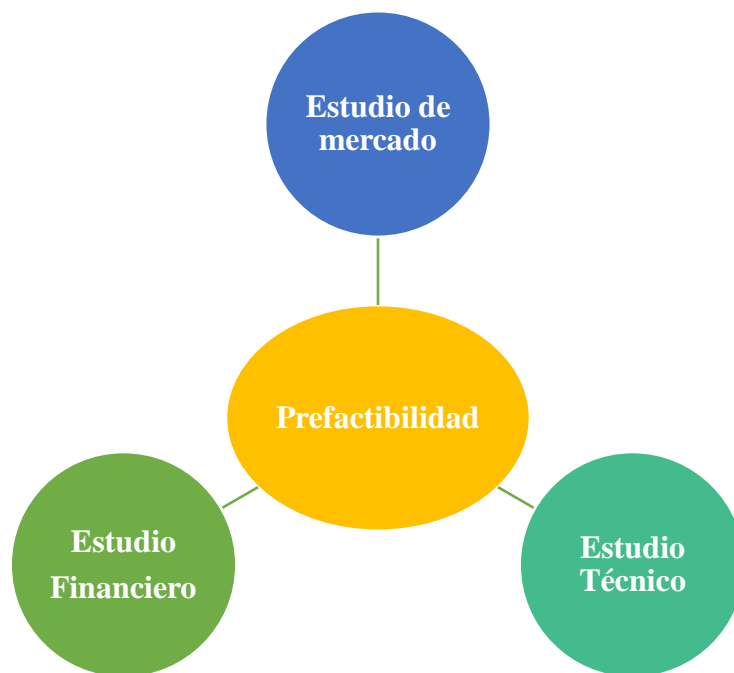 Estudio de
mercado
Prefactibilidad
Estudio
Financiero
Estudio
Técnico